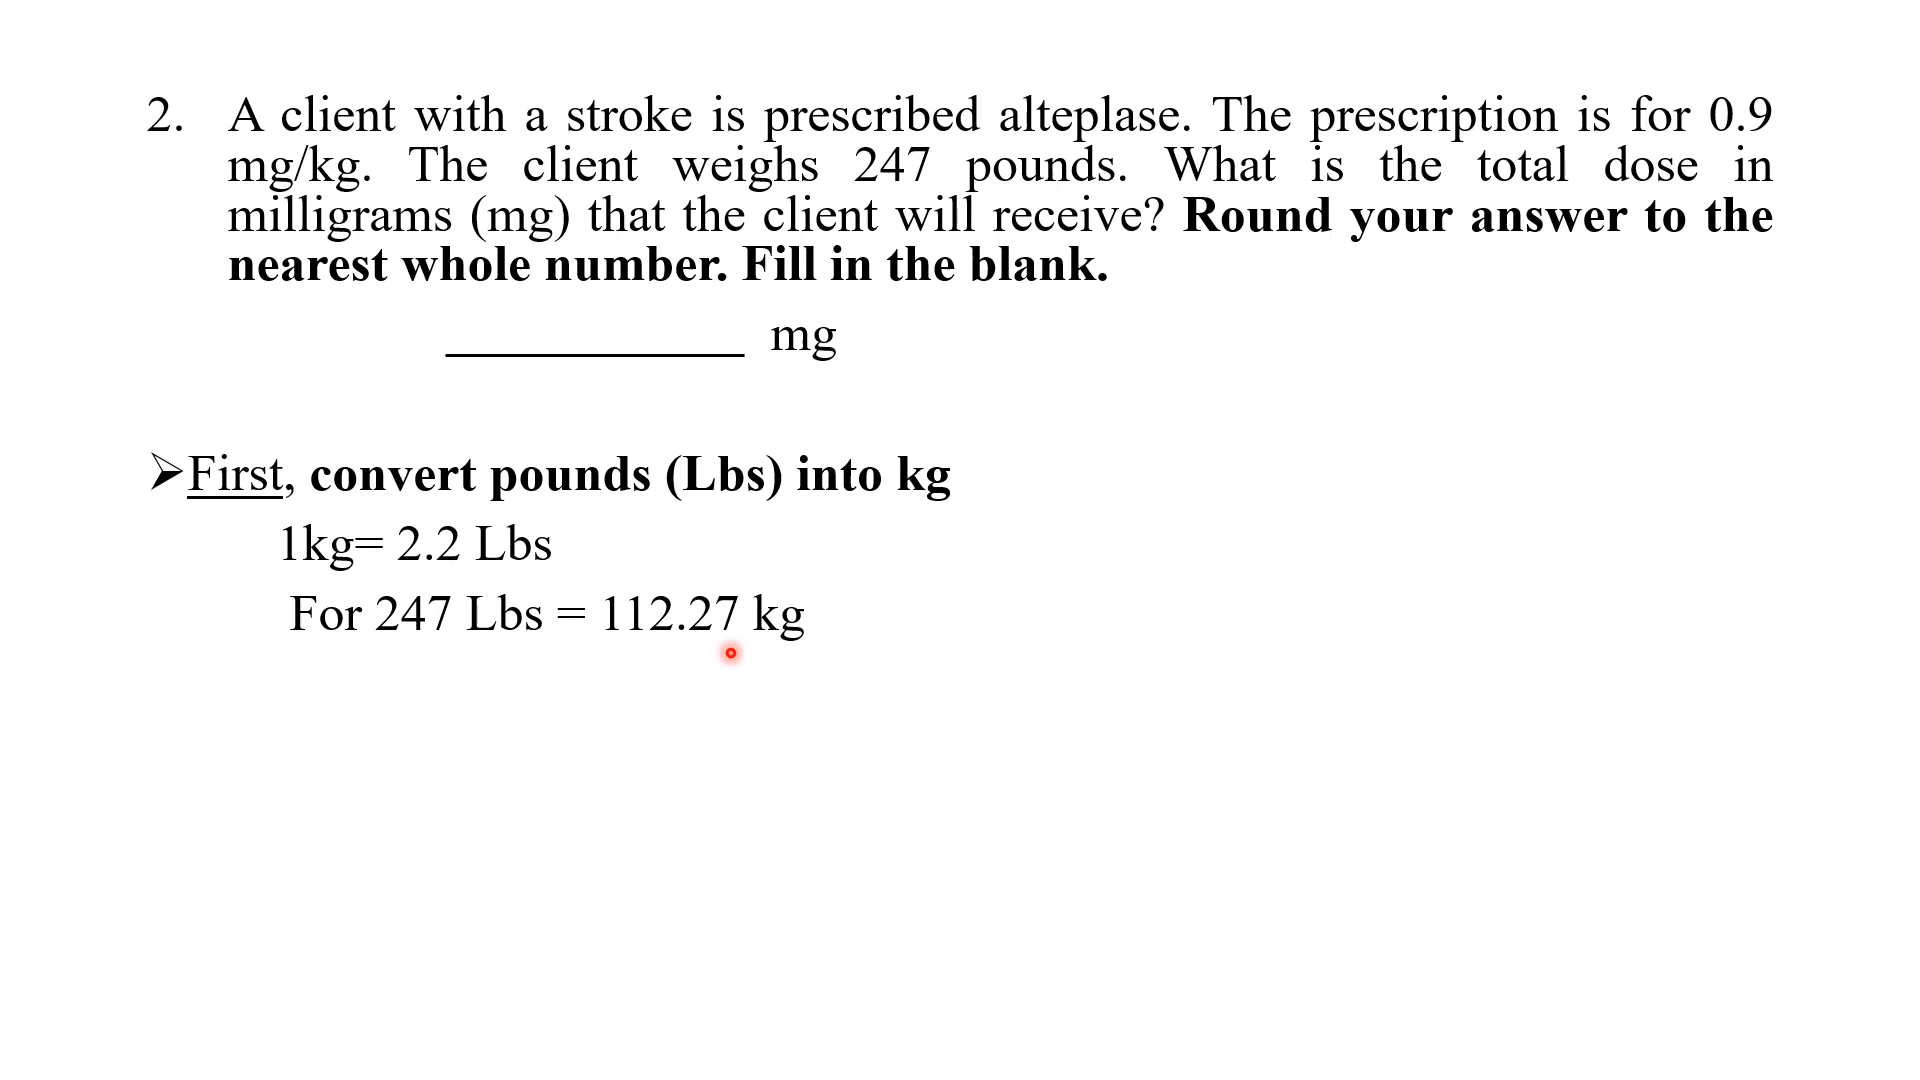 2. A client with a stroke is prescribed alteplase. The prescription is for 0.9
mg/kg. The client weighs 247 pounds. What is the total dose in
milligrams (mg) that the client will receive? Round your answer to the
nearest whole number. Fill in the blank.
____________ mg
➢First, convert pounds (Lbs) into kg
1kg= 2.2 Lbs
For 247 Lbs = 112.27 kg